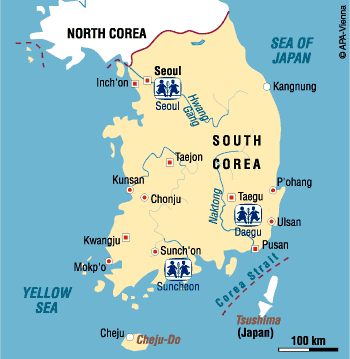 © APA-Vienna
NORTH KOREA
SEA OF
JAPAN
Seoul
Inch'on
Seoul
Kangnung
Hwang
Gang
SOUTH
KOREA
Taejon
Kunsan
Chonju
Naktong
P'ohang
Taegu
Daegu
Ulsan
Kwangju
Sunch'on
Pusan
Mokp'o
Suncheon
Corea Strait
YELLOW
SEA
Tsushima
(Japan)
Cheju
Cheju-Do
100 km